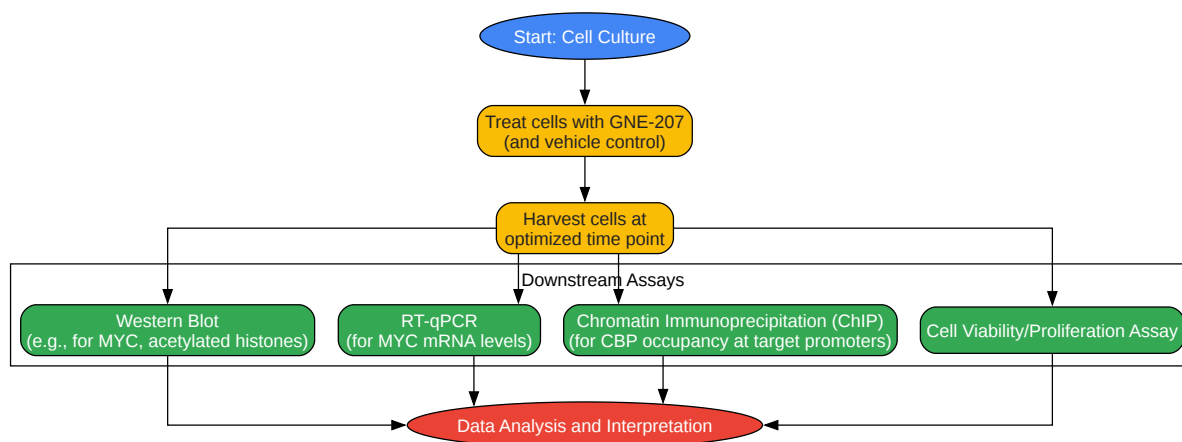 Start: Cell Culture
Treat cells with GNE-207
(and vehicle control)
Harvest cells at
optimized time point
Downstream Assays
Western Blot
(e.g., for MYC, acetylated histones)
RT-qPCR
(for MYC mRNA levels)
Chromatin Immunoprecipitation (ChIP)
(for CBP occupancy at target promoters)
Cell Viability/Proliferation Assay
Data Analysis and Interpretation